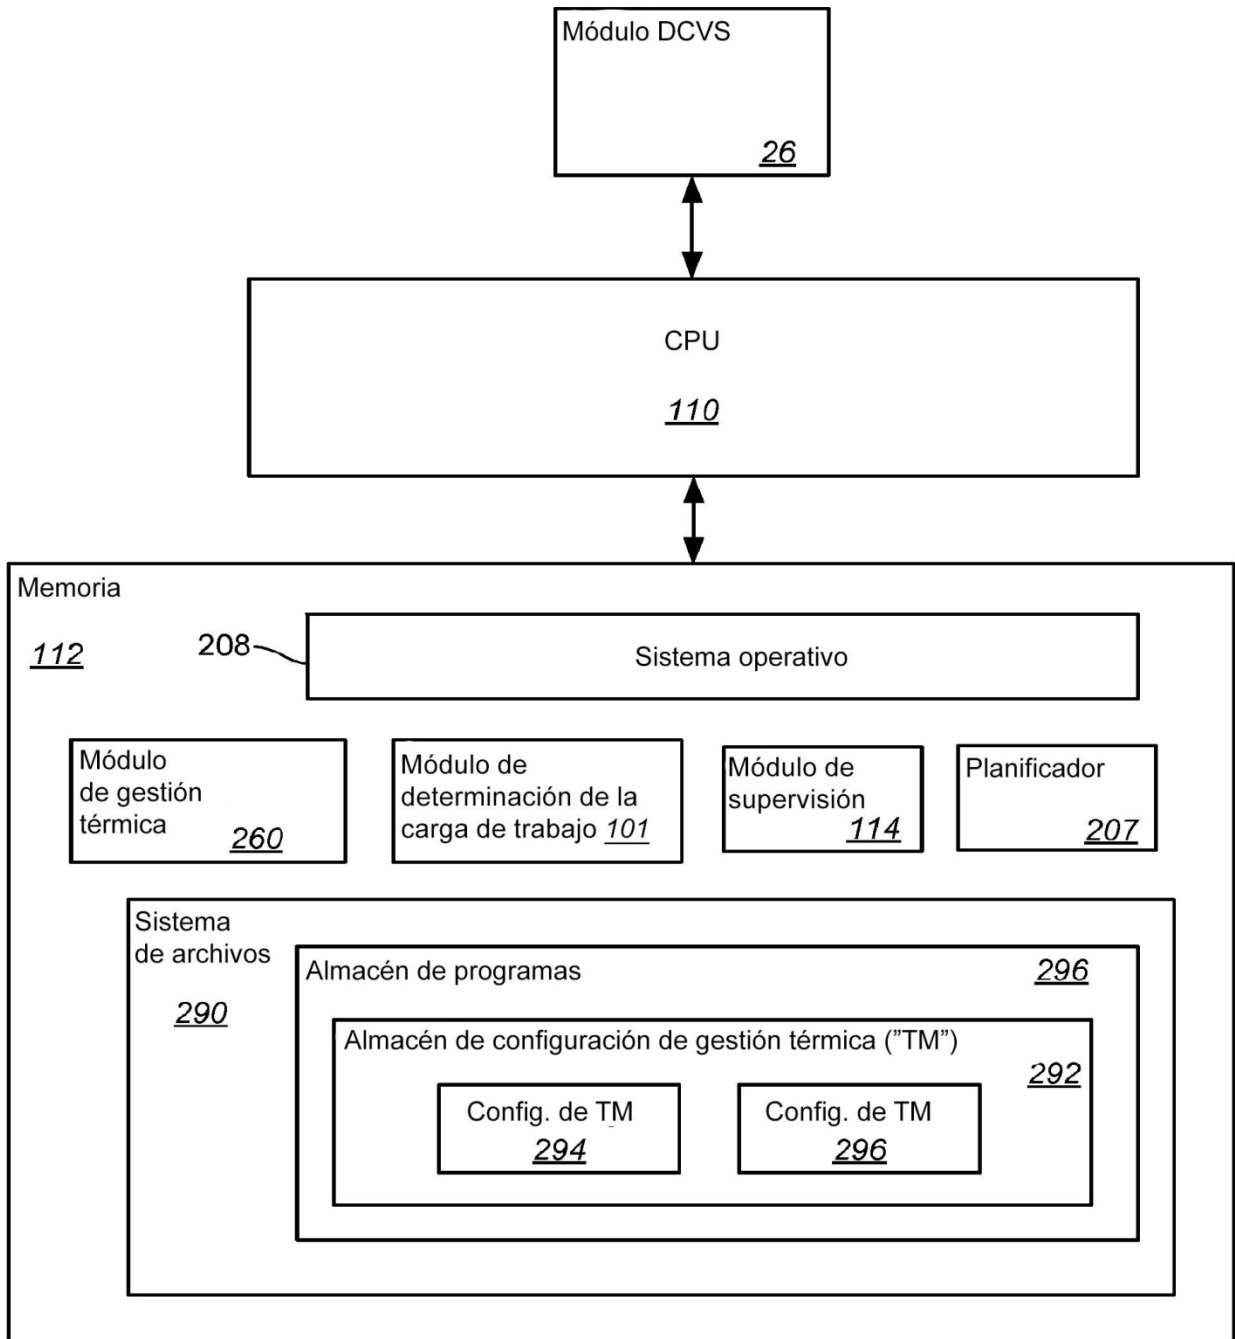 Módulo DCVS
26
CPU
110
Memoria
112
208
Sistema operativo
Módulo
de gestión
térmica
260
Módulo de
determinación de la
carga de trabajo 101
Módulo de
supervisión
114
Planificador
207
Sistema
de archivos
290
Almacén de programas
296
Almacén de configuración de gestión térmica (”TM”)
292
Config. de TM
294
Config. de TM
296